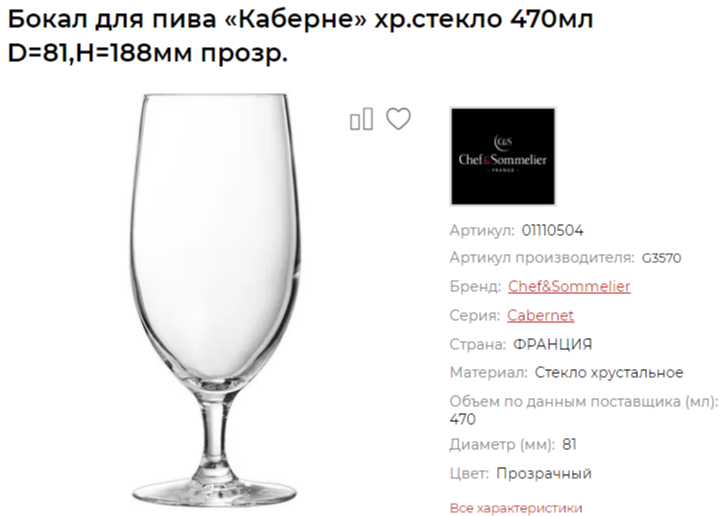 Бокал для пива «Каберне» хр.стекло 470мл
D=81,H=188мм прозр.
C&S
Chef&Sommelier
- FRANCE -
Артикул: 01110504
Артикул производителя: G3570
Бренд: Chef&Sommelier
Серия: Cabernet
Страна: ФРАНЦИЯ
Материал: Стекло хрустальное
Объем по данным поставщика (мл):
470
Диаметр (мм): 81
Цвет: Прозрачный
Все характеристики